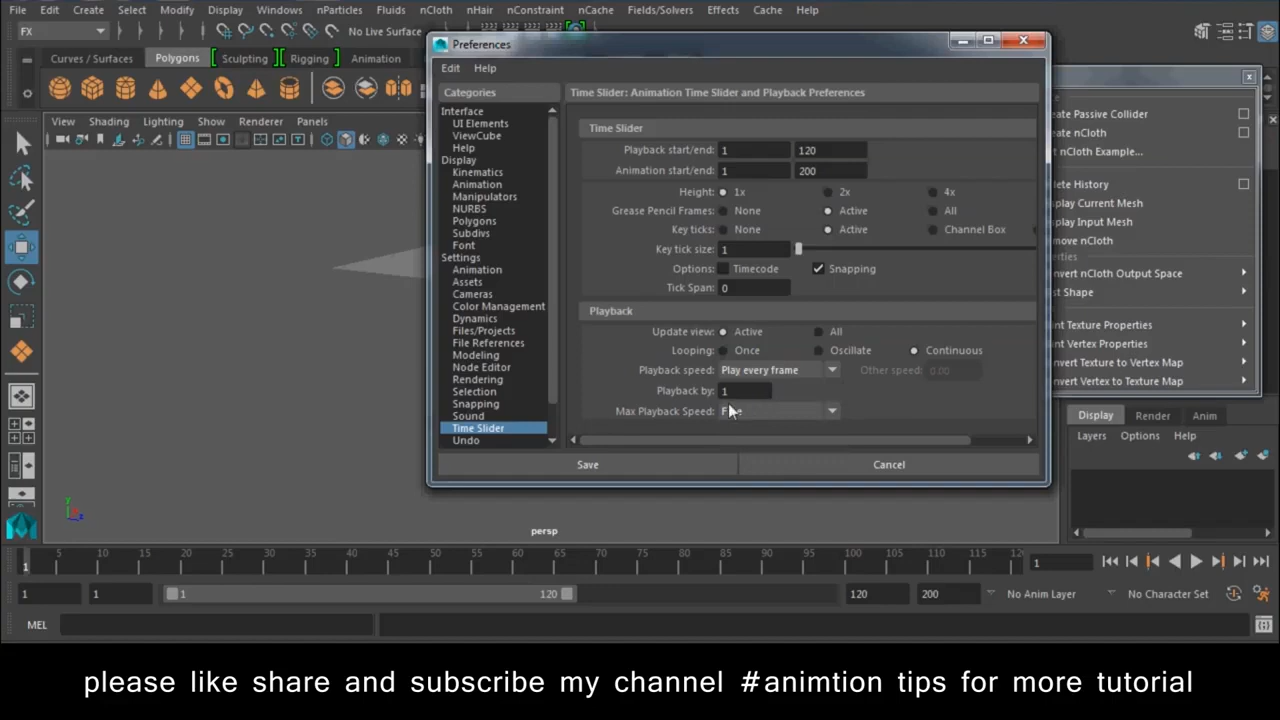 File Edit Create Select Modify Display Windows nParticles Fluids nCloth nHair nConstraint nCache Fields/Solvers Effects Cache Help
FX No Live Surface
Curves / Surfaces Polygons Sculpting Rigging Animation
View Shading Lighting Show Renderer Panels
Preferences
Edit Help
Categories
Interface
UI Elements
ViewCube
Help
Display
Kinematics
Animation
Manipulators
NURBS
Polygons
Subdivs
Font
Settings
Animation
Assets
Cameras
Color Management
Dynamics
Files/Projects
File References
Modeling
Node Editor
Rendering
Selection
Snapping
Sound
Time Slider
Undo
Time Slider: Animation Time Slider and Playback Preferences
Time Slider
Playback start/end: 1 120
Animation start/end: 1 200
Height: 1x 2x 4x
Grease Pencil Frames: None Active All
Key ticks: None Active Channel Box
Key tick size: 1
Options: Timecode Snapping
Tick Span: 0
Playback
Update view: Active All
Looping: Once Oscillate Continuous
Playback speed: Play every frame Other speed: 0.00
Playback by: 1
Max Playback Speed:
Save Cancel
eate Passive Collider
eate nCloth
t nCloth Example...
lete History
splay Current Mesh
splay Input Mesh
move nCloth
perties
nvert nCloth Output Space
st Shape
int Texture Properties
int Vertex Properties
nvert Texture to Vertex Map
nvert Vertex to Texture Map
Display Render Anim
Layers Options Help
y x z
persp
5 10 15 20 25 30 35 40 45 50 55 60 65 70 75 80 85 90 95 100 105 110 115 12
1 1
1 1 1 120 120 200 No Anim Layer No Character Set
MEL
please like share and subscribe my channel #animtion tips for more tutorial